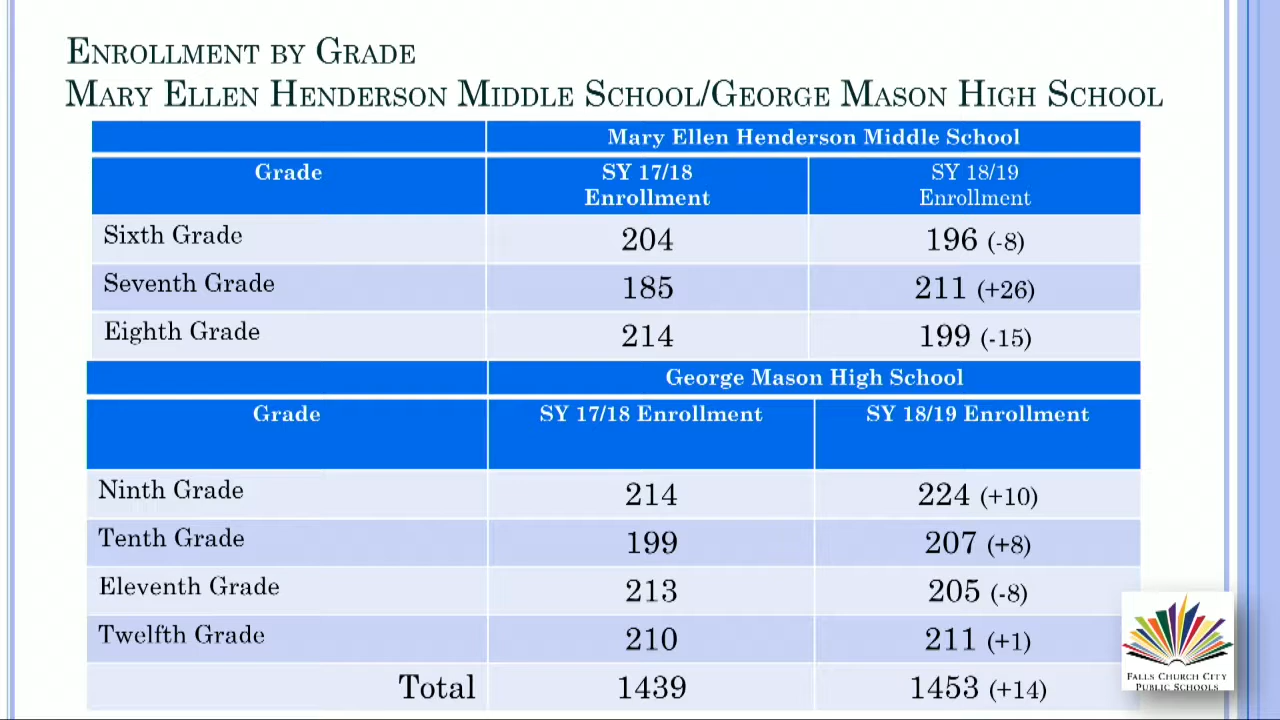 ENROLLMENT BY GRADE
MARY ELLEN HENDERSON MIDDLE SCHOOL/GEORGE MASON HIGH SCHOOL
Mary Ellen Henderson Middle School
Grade SY 17/18 Enrollment SY 18/19 Enrollment
Sixth Grade 204 196 (-8)
Seventh Grade 185 211 (+26)
Eighth Grade 214 199 (-15)
George Mason High School
Grade SY 17/18 Enrollment SY 18/19 Enrollment
Ninth Grade 214 224 (+10)
Tenth Grade 199 207 (+8)
Eleventh Grade 213 205 (-8)
Twelfth Grade 210 211 (+1)
Total 1439 1453 (+14)
FALLS CHURCH CITY
PUBLIC SCHOOLS